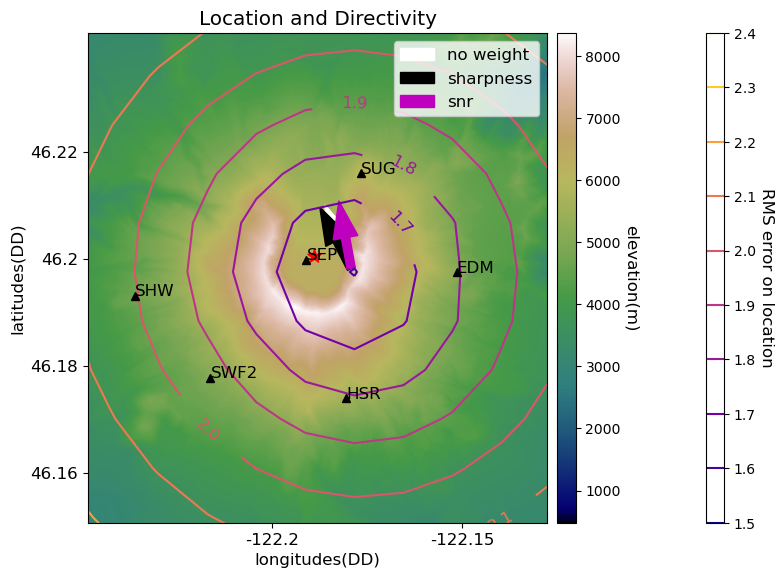 Location and Directivity
no weight
sharpness
snr
latitudes(DD)
46.22
46.2
46.18
46.16
-122.2
-122.15
longitudes(DD)
1.9
1.8
1.7
2.0
2.1
SUG
SEP
EDM
SHW
SWF2
HSR
8000
7000
6000
5000
4000
3000
2000
1000
elevation(m)
2.4
2.3
2.2
2.1
2.0
1.9
1.8
1.7
1.6
1.5
RMS error on location